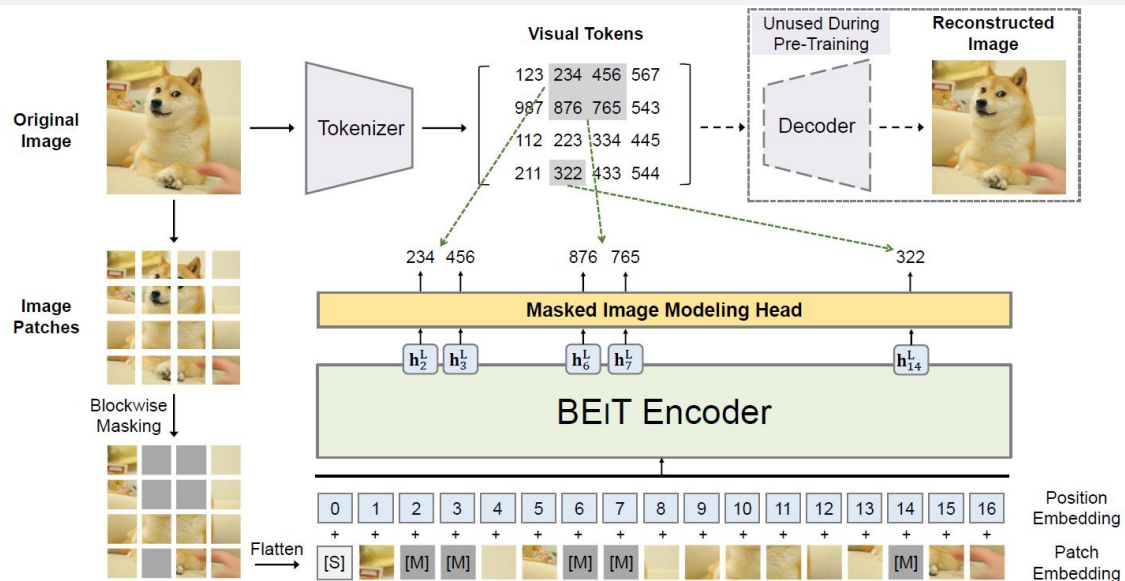 Original
Image
Tokenizer
Visual Tokens
123 234 456 567
987 876 765 543
112 223 334 445
211 322 433 544
Unused During
Pre-Training
Decoder
Reconstructed
Image
Image
Patches
234 456 876 765 322
Masked Image Modeling Head
h₂ᴸ h₃ᴸ h₆ᴸ h₇ᴸ h₁₄ᴸ
BEIT Encoder
Blockwise
Masking
Flatten
0 1 2 3 4 5 6 7 8 9 10 11 12 13 14 15 16
Position
Embedding
+ + + + + + + + + + + + + + + + +
[S] [M] [M] [M] [M] [M]
Patch
Embedding